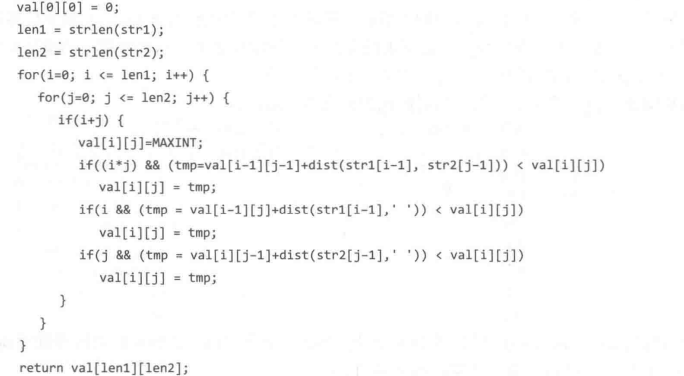 val[0][0] = 0;
len1 = strlen(str1);
len2 = strlen(str2);
for(i=0; i <= len1; i++) {
for(j=0; j <= len2; j++) {
if(i+j) {
val[i][j]=MAXINT;
if((i*j) && (tmp=val[i-1][j-1]+dist(str1[i-1], str2[j-1])) < val[i][j])
val[i][j] = tmp;
if(i && (tmp = val[i-1][j]+dist(str1[i-1],' ')) < val[i][j])
val[i][j] = tmp;
if(j && (tmp = val[i][j-1]+dist(str2[j-1],' ')) < val[i][j])
val[i][j] = tmp;
}
}
}
return val[len1][len2];